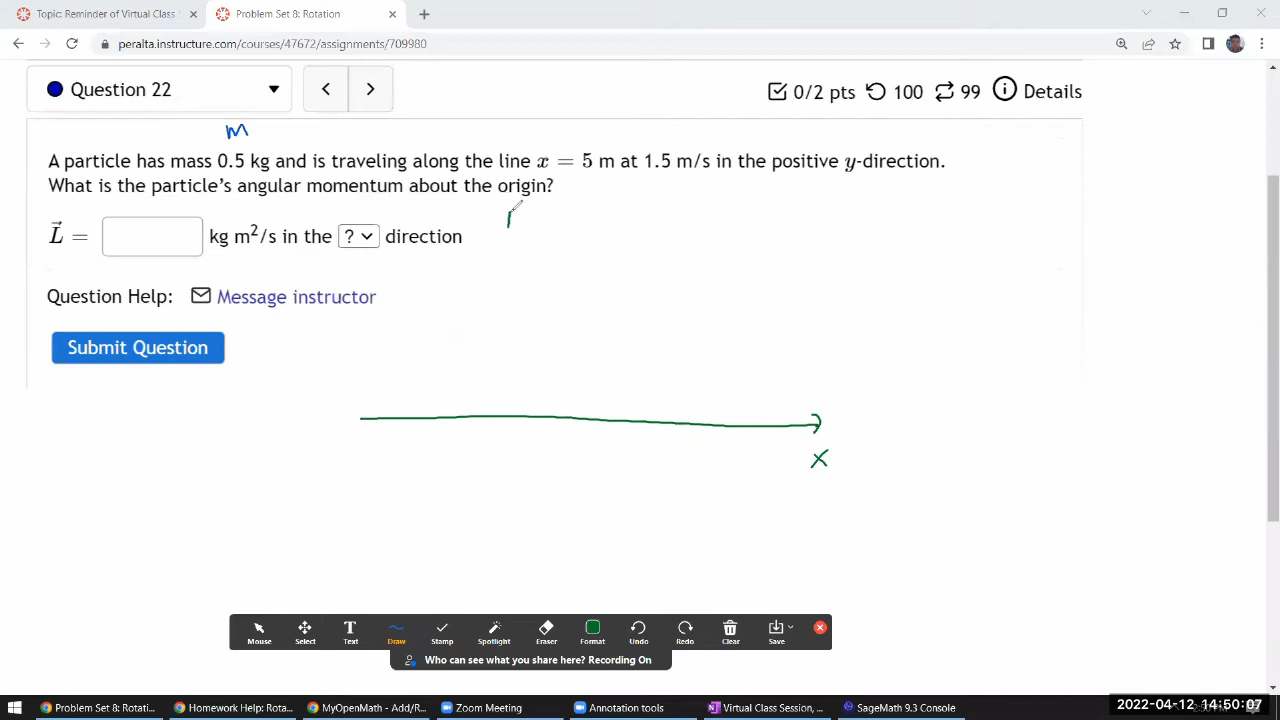 Topic: Reminder of Virtual Class
Problem Set 8: Rotation
peralta.instructure.com/courses/47672/assignments/709980
Question 22
0/2 pts 100 99 Details
m
A particle has mass 0.5 kg and is traveling along the line x = 5 m at 1.5 m/s in the positive y-direction.
What is the particle's angular momentum about the origin?
L⃗ = kg m²/s in the ? direction
Question Help: Message instructor
Submit Question
x
Mouse Select Text Draw Stamp Spotlight Eraser Format Undo Redo Clear Save
Who can see what you share here? Recording On
Problem Set 8: Rotati... Homework Help: Rota... MyOpenMath - Add/R... Zoom Meeting Annotation tools Virtual Class Session, ... SageMath 9.3 Console
2022-04-12 14:50:07